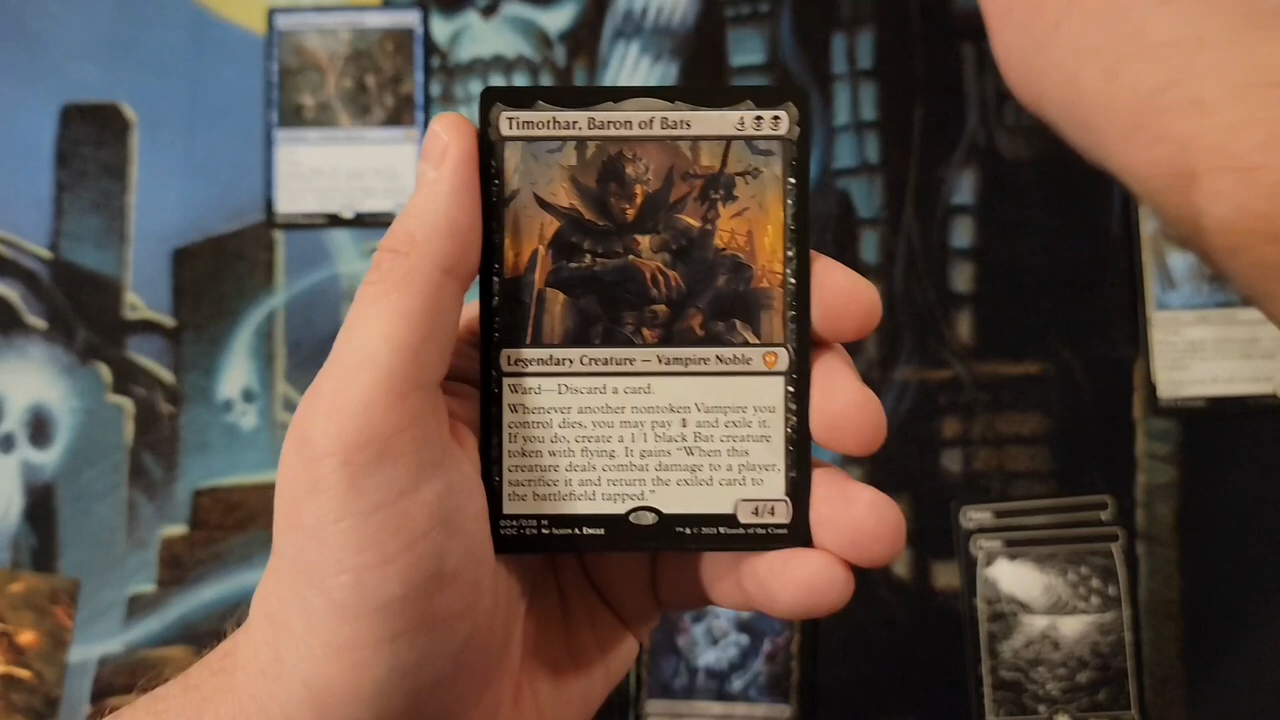 Timothar, Baron of Bats 4
Legendary Creature — Vampire Noble
Ward—Discard a card.
Whenever another nontoken Vampire you
control dies, you may pay 1 and exile it.
If you do, create a 1/1 black Bat creature
token with flying. It gains “When this
creature deals combat damage to a player,
sacrifice it and return the exiled card to
the battlefield tapped.”
4/4
004/038 M
VOC • EN Jason A. Engle
™ & © 2021 Wizards of the Coast